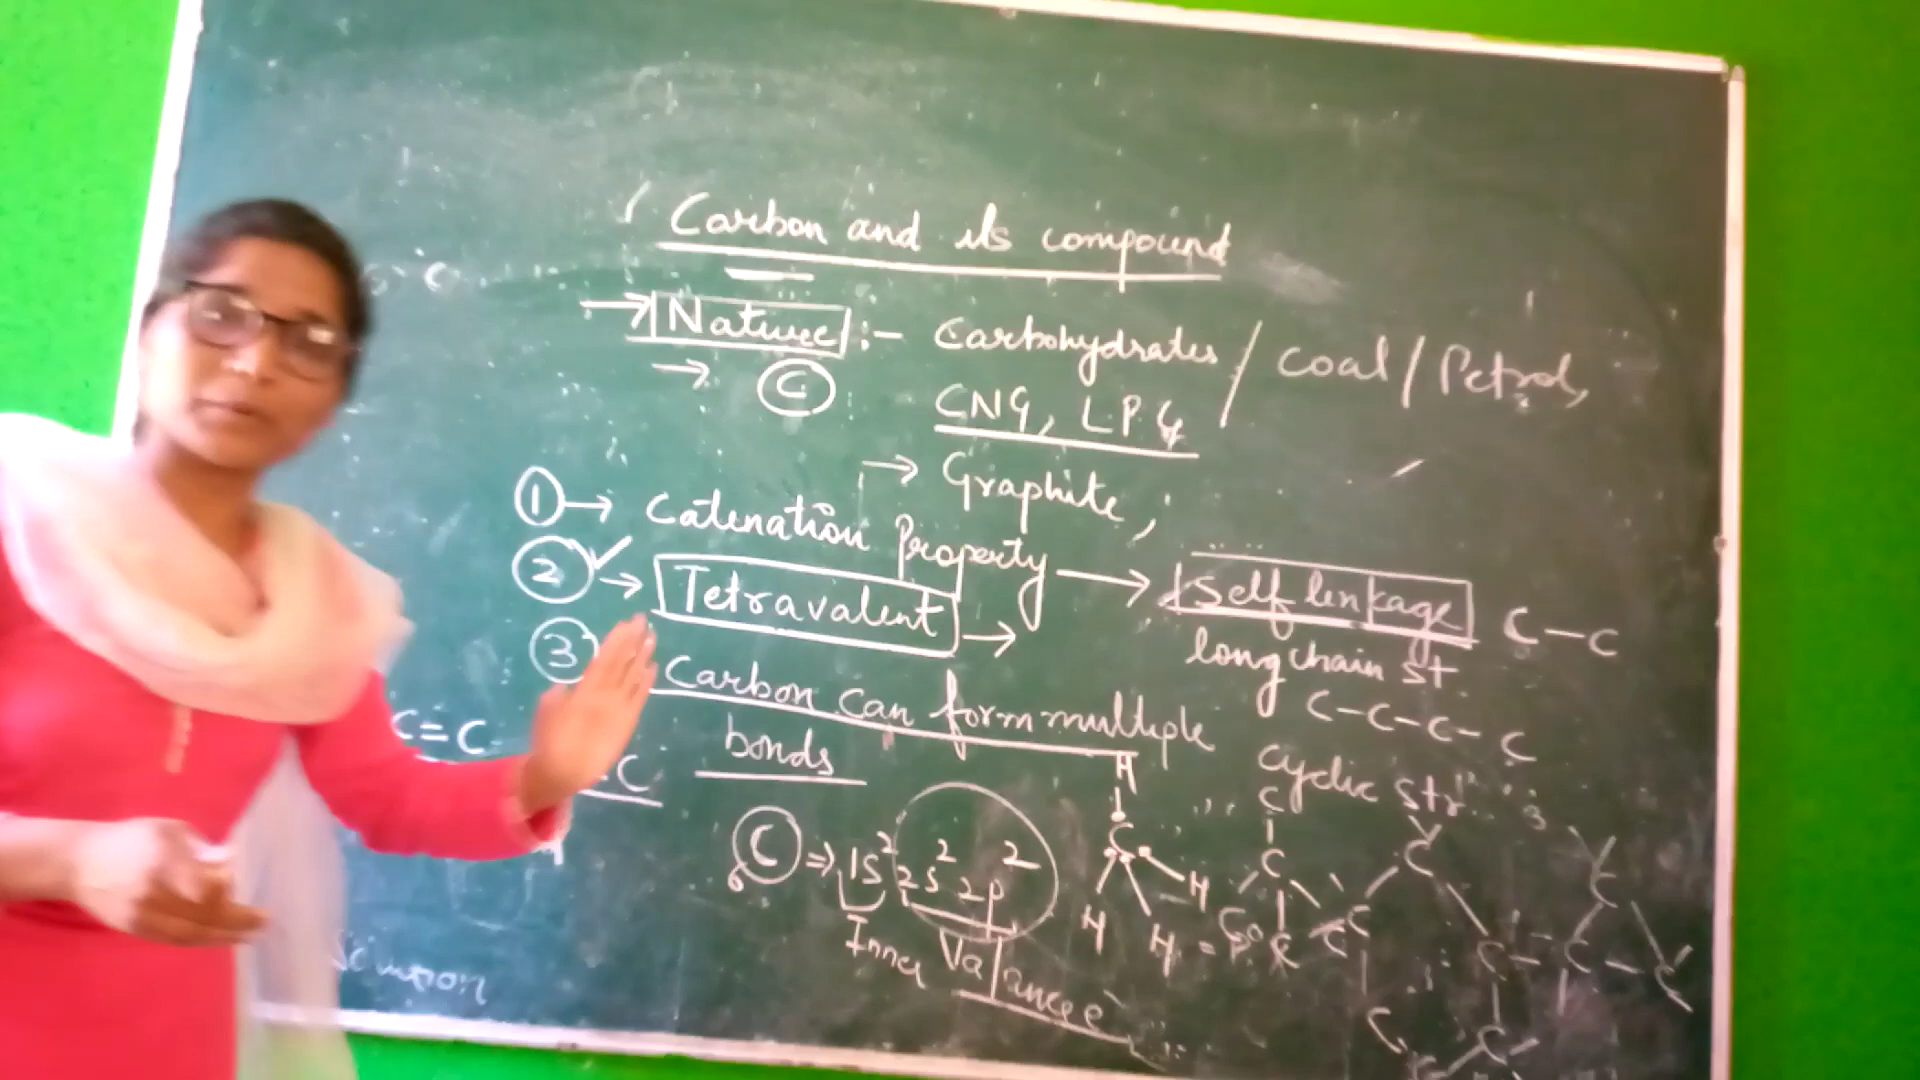 Carbon and its compound
→ Nature :- Carbohydrates / Coal / Petrol,
→ C CNG, LPG
→ Graphite,
1 → Catenation Property → Self linkage C-C
2 → Tetravalent → long chain st.
C-C-C-C
3 Carbon can form multiple
bonds
cyclic str
C=C
C
6C ⇒ 1S² 2S² 2p²
Inner Valance e⁻
H
C
H H H
C
C
C
C C C C
C